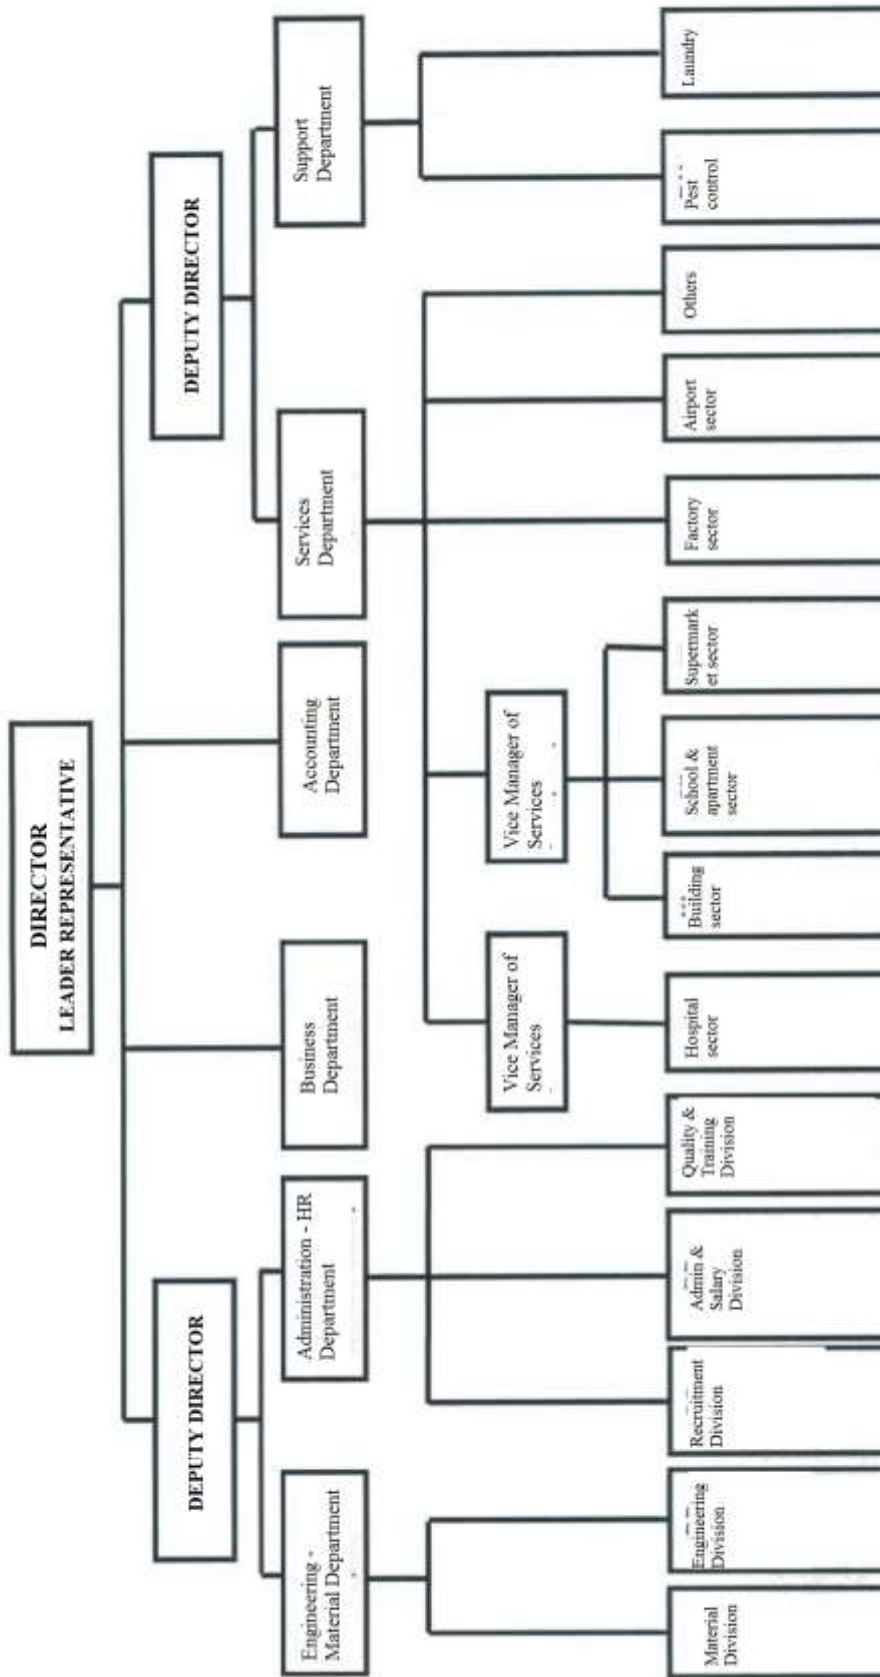 DIRECTOR
LEADER REPRESENTATIVE
DEPUTY DIRECTOR
DEPUTY DIRECTOR
Engineering -
Material Department
Administration - HR
Department
Business
Department
Accounting
Department
Services
Department
Support
Department
Vice Manager of
Services
Vice Manager of
Services
Material
Division
Engineering
Division
Recruitment
Division
Admin &
Salary
Division
Quality &
Training
Division
Hospital
sector
Building
sector
School &
apartment
sector
Supermark
et sector
Factory
sector
Airport
sector
Others
Pest
control
Laundry